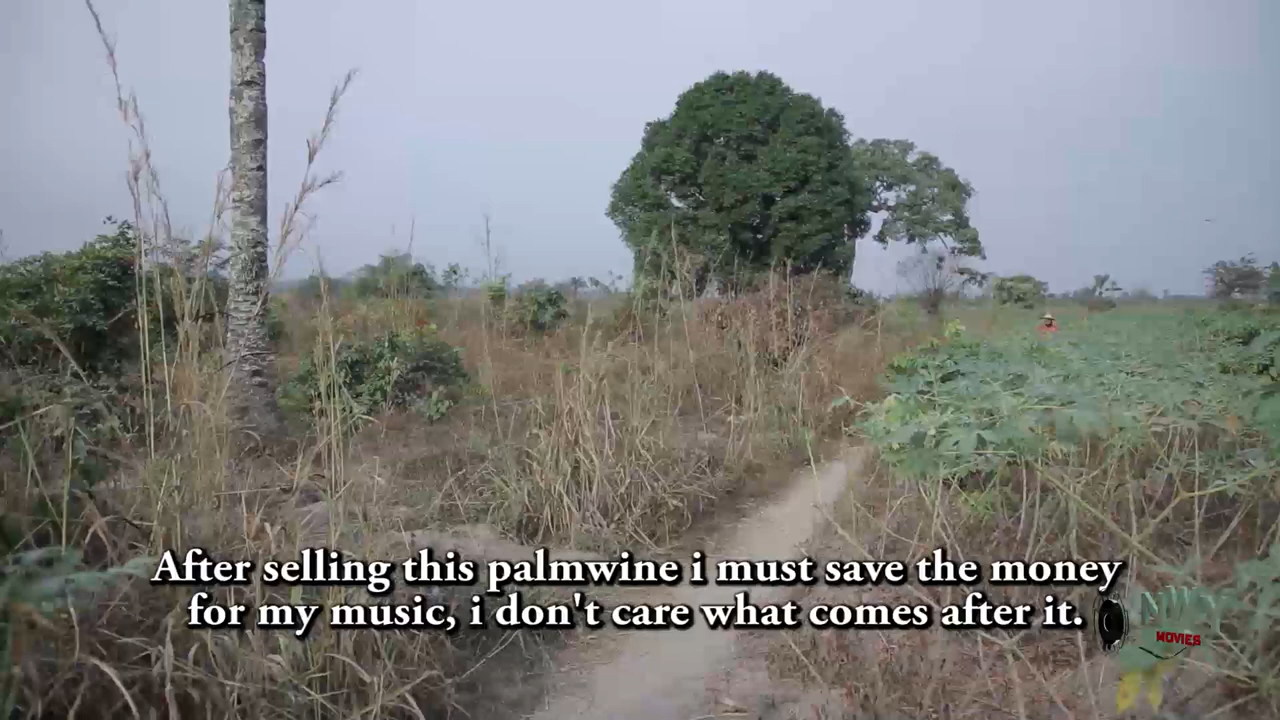 After selling this palmwine i must save the money
for my music, i don't care what comes after it.
MOVIES